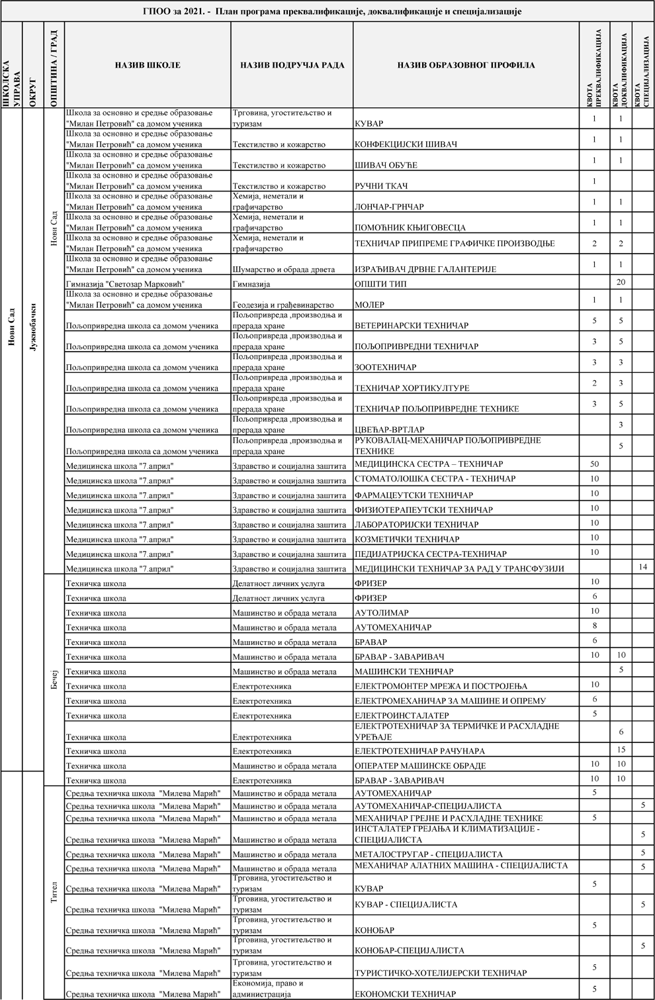 ГПОО за 2021. - План програма преквалификације, доквалификације и специјализације
ШКОЛСКА УПРАВА
ОКРУГ
ОПШТИНА / ГРАД
НАЗИВ ШКОЛЕ
НАЗИВ ПОДРУЧЈА РАДА
НАЗИВ ОБРАЗОВНОГ ПРОФИЛА
КВОТА ПРЕКВАЛИФИКАЦИЈА
КВОТА ДОКВАЛИФИКАЦИЈА
КВОТА СПЕЦИЈАЛИЗАЦИЈА
Нови Сад
Јужнобачки
Нови Сад
Школа за основно и средње образовање Трговина, угоститељство и
"Милан Петровић" са домом ученика туризам КУВАР 1 1
Школа за основно и средње образовање
"Милан Петровић" са домом ученика Текстилство и кожарство КОНФЕКЦИЈСКИ ШИВАЧ 1 1
Школа за основно и средње образовање
"Милан Петровић" са домом ученика Текстилство и кожарство ШИВАЧ ОБУЋЕ 1 1
Школа за основно и средње образовање
"Милан Петровић" са домом ученика Текстилство и кожарство РУЧНИ ТКАЧ 1
Школа за основно и средње образовање Хемија, неметали и
"Милан Петровић" са домом ученика графичарство ЛОНЧАР-ГРНЧАР 1 1
Школа за основно и средње образовање Хемија, неметали и
"Милан Петровић" са домом ученика графичарство ПОМОЋНИК КЊИГОВЕСЦА 1 1
Школа за основно и средње образовање Хемија, неметали и
"Милан Петровић" са домом ученика графичарство ТЕХНИЧАР ПРИПРЕМЕ ГРАФИЧКЕ ПРОИЗВОДЊЕ 2 2
Школа за основно и средње образовање
"Милан Петровић" са домом ученика Шумарство и обрада дрвета ИЗРАЂИВАЧ ДРВНЕ ГАЛАНТЕРИЈЕ 1 1
Гимназија "Светозар Марковић" Гимназија ОПШТИ ТИП 20
Школа за основно и средње образовање
"Милан Петровић" са домом ученика Геодезија и грађевинарство МОЛЕР 1 1
Пољопривреда ,производња и
Пољопривредна школа са домом ученика прерада хране ВЕТЕРИНАРСКИ ТЕХНИЧАР 5 5
Пољопривреда ,производња и
Пољопривредна школа са домом ученика прерада хране ПОЉОПРИВРЕДНИ ТЕХНИЧАР 3 5
Пољопривреда ,производња и
Пољопривредна школа са домом ученика прерада хране ЗООТЕХНИЧАР 3 3
Пољопривреда ,производња и
Пољопривредна школа са домом ученика прерада хране ТЕХНИЧАР ХОРТИКУЛТУРЕ 2 3
Пољопривреда ,производња и
Пољопривредна школа са домом ученика прерада хране ТЕХНИЧАР ПОЉОПРИВРЕДНЕ ТЕХНИКЕ 3 5
Пољопривреда ,производња и
Пољопривредна школа са домом ученика прерада хране ЦВЕЋАР-ВРТЛАР 3
Пољопривреда ,производња и РУКОВАЛАЦ-МЕХАНИЧАР ПОЉОПРИВРЕДНЕ
Пољопривредна школа са домом ученика прерада хране ТЕХНИКЕ 5
Медицинска школа "7.април" Здравство и социјална заштита МЕДИЦИНСКА СЕСТРА – ТЕХНИЧАР 50
Медицинска школа "7.април" Здравство и социјална заштита СТОМАТОЛОШКА СЕСТРА - ТЕХНИЧАР 10
Медицинска школа "7.април" Здравство и социјална заштита ФАРМАЦЕУТСКИ ТЕХНИЧАР 10
Медицинска школа "7.април" Здравство и социјална заштита ФИЗИОТЕРАПЕУТСКИ ТЕХНИЧАР 10
Медицинска школа "7.април" Здравство и социјална заштита ЛАБОРАТОРИЈСКИ ТЕХНИЧАР 10
Медицинска школа "7.април" Здравство и социјална заштита КОЗМЕТИЧКИ ТЕХНИЧАР 10
Медицинска школа "7.април" Здравство и социјална заштита ПЕДИЈАТРИЈСКА СЕСТРА-ТЕХНИЧАР 10
Медицинска школа "7.април" Здравство и социјална заштита МЕДИЦИНСКИ ТЕХНИЧАР ЗА РАД У ТРАНСФУЗИЈИ 14
Бечеј
Техничка школа Делатност личних услуга ФРИЗЕР 10
Техничка школа Делатност личних услуга ФРИЗЕР 6
Техничка школа Машинство и обрада метала АУТОЛИМАР 10
Техничка школа Машинство и обрада метала АУТОМЕХАНИЧАР 8
Техничка школа Машинство и обрада метала БРАВАР 6
Техничка школа Машинство и обрада метала БРАВАР - ЗАВАРИВАЧ 10 10
Техничка школа Машинство и обрада метала МАШИНСКИ ТЕХНИЧАР 5
Техничка школа Електротехника ЕЛЕКТРОМОНТЕР МРЕЖА И ПОСТРОЈЕЊА 10
Техничка школа Електротехника ЕЛЕКТРОМЕХАНИЧАР ЗА МАШИНЕ И ОПРЕМУ 6
Техничка школа Електротехника ЕЛЕКТРОИНСТАЛАТЕР 5
ЕЛЕКТРОТЕХНИЧАР ЗА ТЕРМИЧКЕ И РАСХЛАДНЕ
Техничка школа Електротехника УРЕЂАЈЕ 6
Техничка школа Електротехника ЕЛЕКТРОТЕХНИЧАР РАЧУНАРА 15
Техничка школа Машинство и обрада метала ОПЕРАТЕР МАШИНСКЕ ОБРАДЕ 10 10
Техничка школа Електротехника БРАВАР - ЗАВАРИВАЧ 10 10
Тител
Средња техничка школа "Милева Марић" Машинство и обрада метала АУТОМЕХАНИЧАР 5
Средња техничка школа "Милева Марић" Машинство и обрада метала АУТОМЕХАНИЧАР-СПЕЦИЈАЛИСТА 5
Средња техничка школа "Милева Марић" Машинство и обрада метала МЕХАНИЧАР ГРЕЈНЕ И РАСХЛАДНЕ ТЕХНИКЕ 5
ИНСТАЛАТЕР ГРЕЈАЊА И КЛИМАТИЗАЦИЈЕ -
Средња техничка школа "Милева Марић" Машинство и обрада метала СПЕЦИЈАЛИСТА 5
Средња техничка школа "Милева Марић" Машинство и обрада метала МЕТАЛОСТРУГАР - СПЕЦИЈАЛИСТА 5
Средња техничка школа "Милева Марић" Машинство и обрада метала МЕХАНИЧАР АЛАТНИХ МАШИНА - СПЕЦИЈАЛИСТА 5
Трговина, угоститељство и
Средња техничка школа "Милева Марић" туризам КУВАР 5
Трговина, угоститељство и
Средња техничка школа "Милева Марић" туризам КУВАР - СПЕЦИЈАЛИСТА 5
Трговина, угоститељство и
Средња техничка школа "Милева Марић" туризам КОНОБАР 5
Трговина, угоститељство и
Средња техничка школа "Милева Марић" туризам КОНОБАР-СПЕЦИЈАЛИСТА 5
Трговина, угоститељство и
Средња техничка школа "Милева Марић" туризам ТУРИСТИЧКО-ХОТЕЛИЈЕРСКИ ТЕХНИЧАР 5
Економија, право и
Средња техничка школа "Милева Марић" администрација ЕКОНОМСКИ ТЕХНИЧАР 5